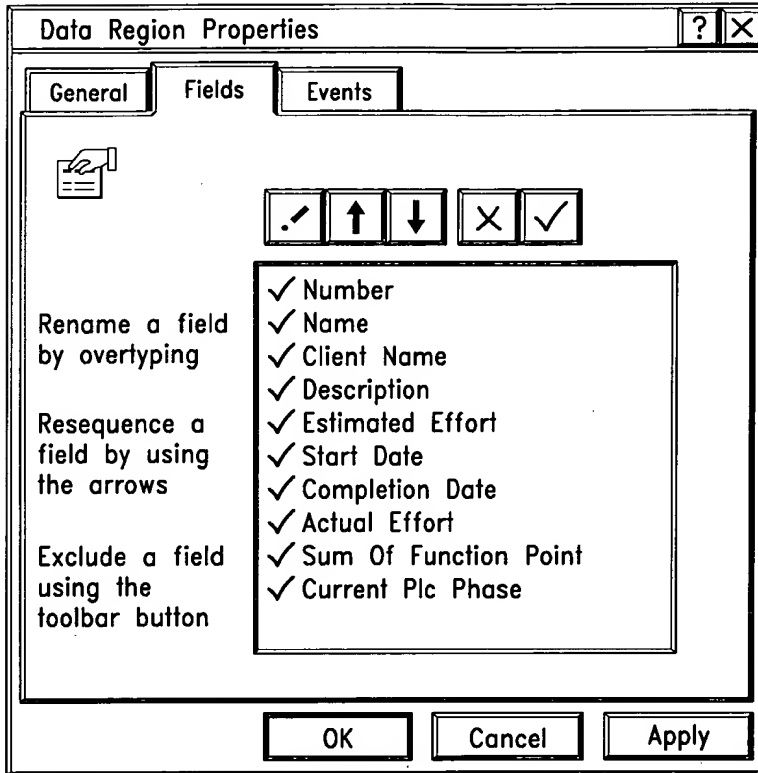 Data Region Properties ? X
General Fields Events
Number
Name
Client Name
Description
Estimated Effort
Start Date
Completion Date
Actual Effort
Sum Of Function Point
Current Plc Phase
Rename a field
by overtyping
Resequence a
field by using
the arrows
Exclude a field
using the
toolbar button
OK Cancel Apply